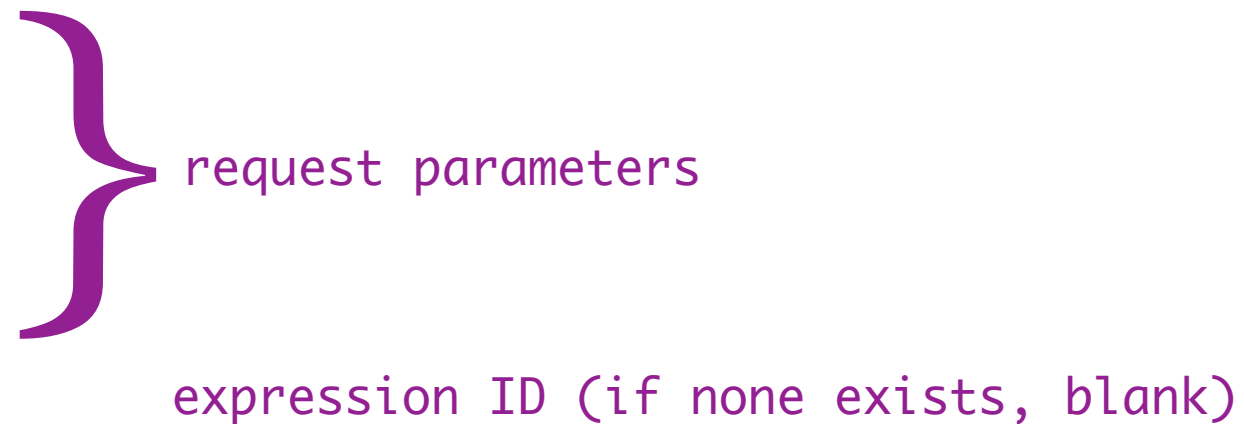 request parameters
expression ID (if none exists, blank)